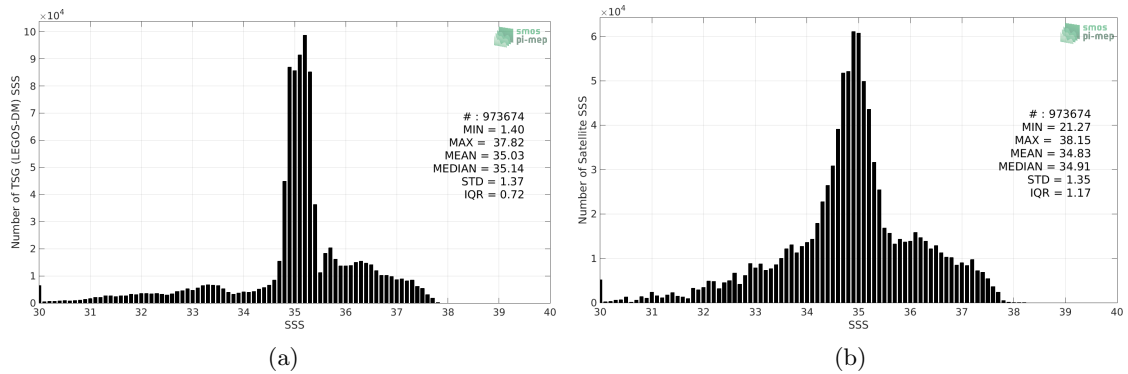 ×10⁴
smos
pi-mep
Number of TSG (LEGOS-DM) SSS
10
9
8
7
6
5
4
3
2
1
0
# : 973674
MIN = 1.40
MAX = 37.82
MEAN = 35.03
MEDIAN = 35.14
STD = 1.37
IQR = 0.72
30 31 32 33 34 35 36 37 38 39 40
SSS
(a)
×10⁴
smos
pi-mep
Number of Satellite SSS
6
5
4
3
2
1
0
# : 973674
MIN = 21.27
MAX = 38.15
MEAN = 34.83
MEDIAN = 34.91
STD = 1.35
IQR = 1.17
30 31 32 33 34 35 36 37 38 39 40
SSS
(b)